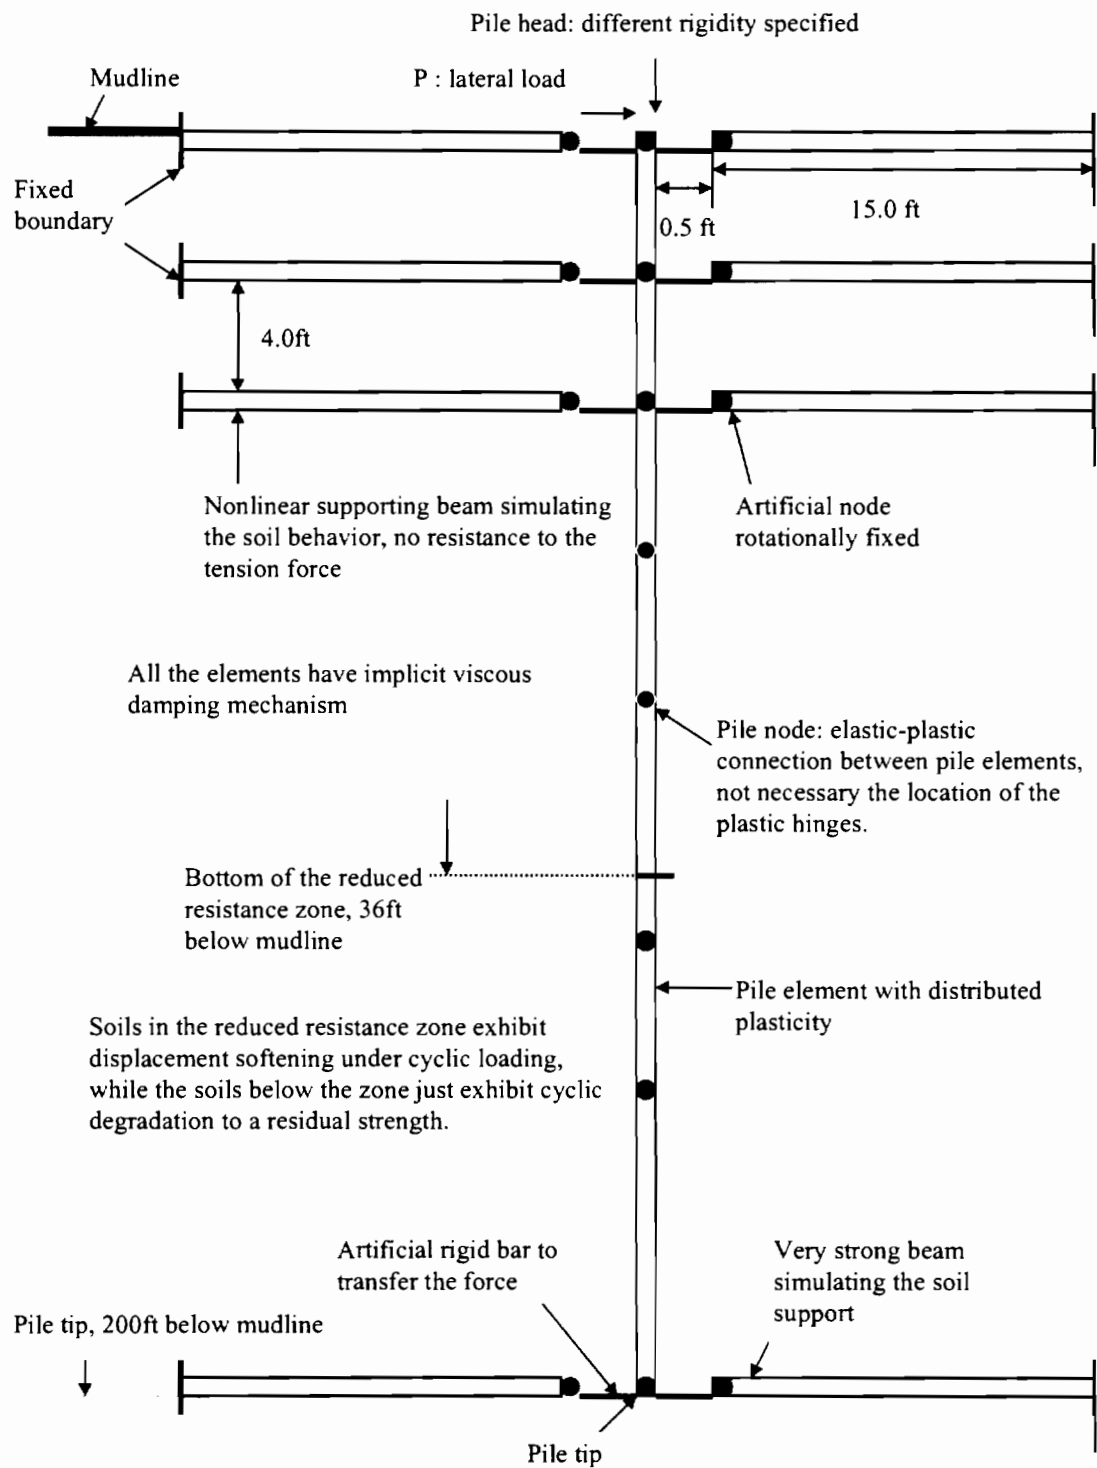 Pile head: different rigidity specified
P : lateral load
Mudline
Fixed
boundary
15.0 ft
0.5 ft
4.0ft
Nonlinear supporting beam simulating
the soil behavior, no resistance to the
tension force
Artificial node
rotationally fixed
All the elements have implicit viscous
damping mechanism
Pile node: elastic-plastic
connection between pile elements,
not necessary the location of the
plastic hinges.
Bottom of the reduced
resistance zone, 36ft
below mudline
Pile element with distributed
plasticity
Soils in the reduced resistance zone exhibit
displacement softening under cyclic loading,
while the soils below the zone just exhibit cyclic
degradation to a residual strength.
Artificial rigid bar to
transfer the force
Very strong beam
simulating the soil
support
Pile tip, 200ft below mudline
Pile tip